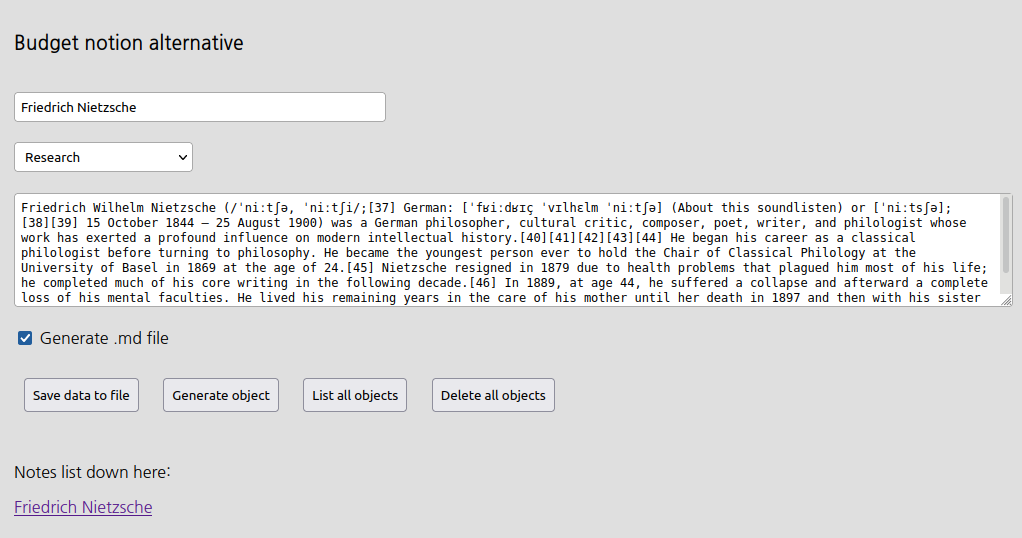 Budget notion alternative
Friedrich Nietzsche
Research
Friedrich Wilhelm Nietzsche (/ˈniːtʃə, ˈniːtʃi/;[37] German: [ˈfʁiːdʁɪç ˈvɪlhɛlm ˈniːtʃə] (About this soundlisten) or [ˈniːtsʃə];
[38][39] 15 October 1844 – 25 August 1900) was a German philosopher, cultural critic, composer, poet, writer, and philologist whose
work has exerted a profound influence on modern intellectual history.[40][41][42][43][44] He began his career as a classical
philologist before turning to philosophy. He became the youngest person ever to hold the Chair of Classical Philology at the
University of Basel in 1869 at the age of 24.[45] Nietzsche resigned in 1879 due to health problems that plagued him most of his life;
he completed much of his core writing in the following decade.[46] In 1889, at age 44, he suffered a collapse and afterward a complete
loss of his mental faculties. He lived his remaining years in the care of his mother until her death in 1897 and then with his sister
Generate .md file
Save data to file Generate object List all objects Delete all objects
Notes list down here:
Friedrich Nietzsche